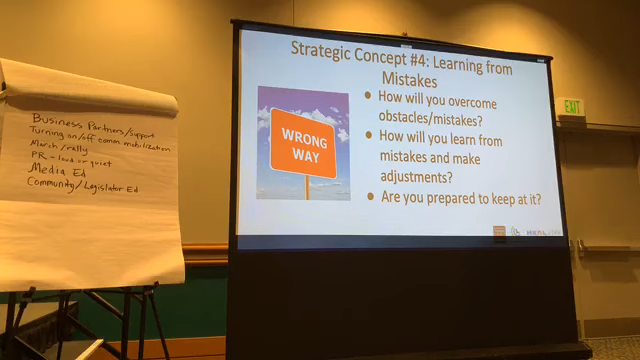 Business Partners/support
Turning on/off comm mobilization
March/rally
PR - loud or quiet
Media Ed
Community/Legislator Ed
Strategic Concept #4: Learning from
Mistakes
WRONG
WAY
• How will you overcome
obstacles/mistakes?
• How will you learn from
mistakes and make
adjustments?
• Are you prepared to keep at it?
EXIT